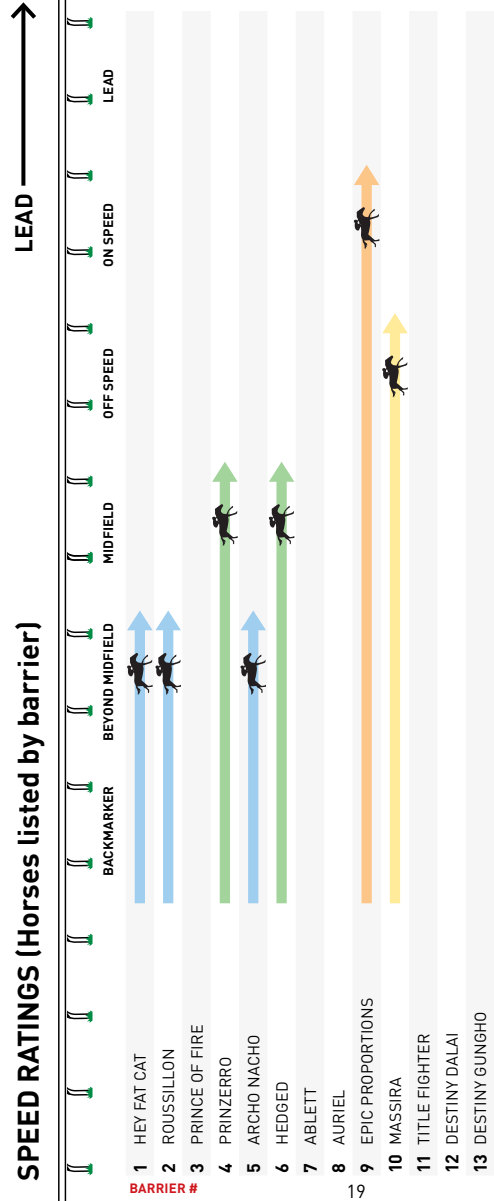 SPEED RATINGS (Horses listed by barrier)
LEAD
BACKMARKER
BEYOND MIDFIELD
MIDFIELD
OFF SPEED
ON SPEED
LEAD
1 HEY FAT CAT
2 ROUSSILLON
3 PRINCE OF FIRE
4 PRINZERRO
5 ARCHO NACHO
6 HEDGED
7 ABLETT
8 AURIEL
9 EPIC PROPORTIONS
10 MASSIRA
11 TITLE FIGHTER
12 DESTINY DALAI
13 DESTINY GUNGHO
BARRIER #
19